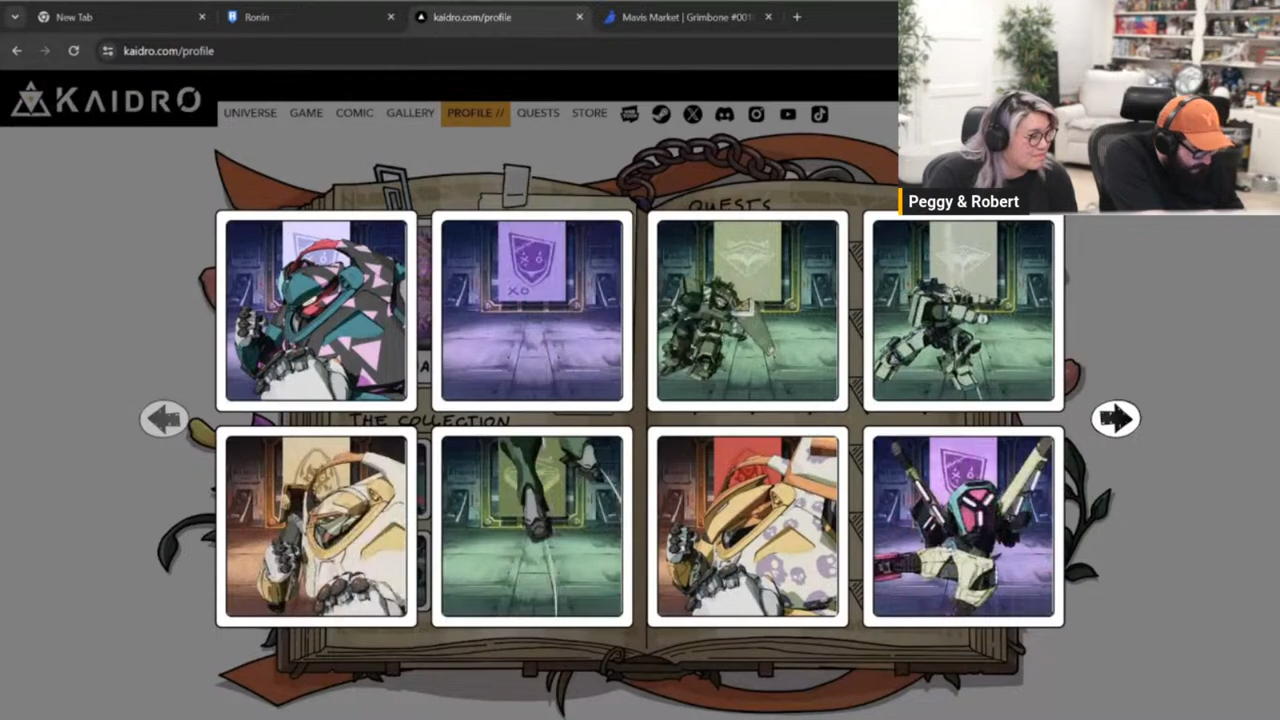 New Tab
Ronin
kaidro.com/profile
Mavis Market | Grimbone #001
kaidro.com/profile
KAIDRO
UNIVERSE GAME COMIC GALLERY PROFILE // QUESTS STORE
Peggy & Robert
QUESTS
XO
THE COLLECTION